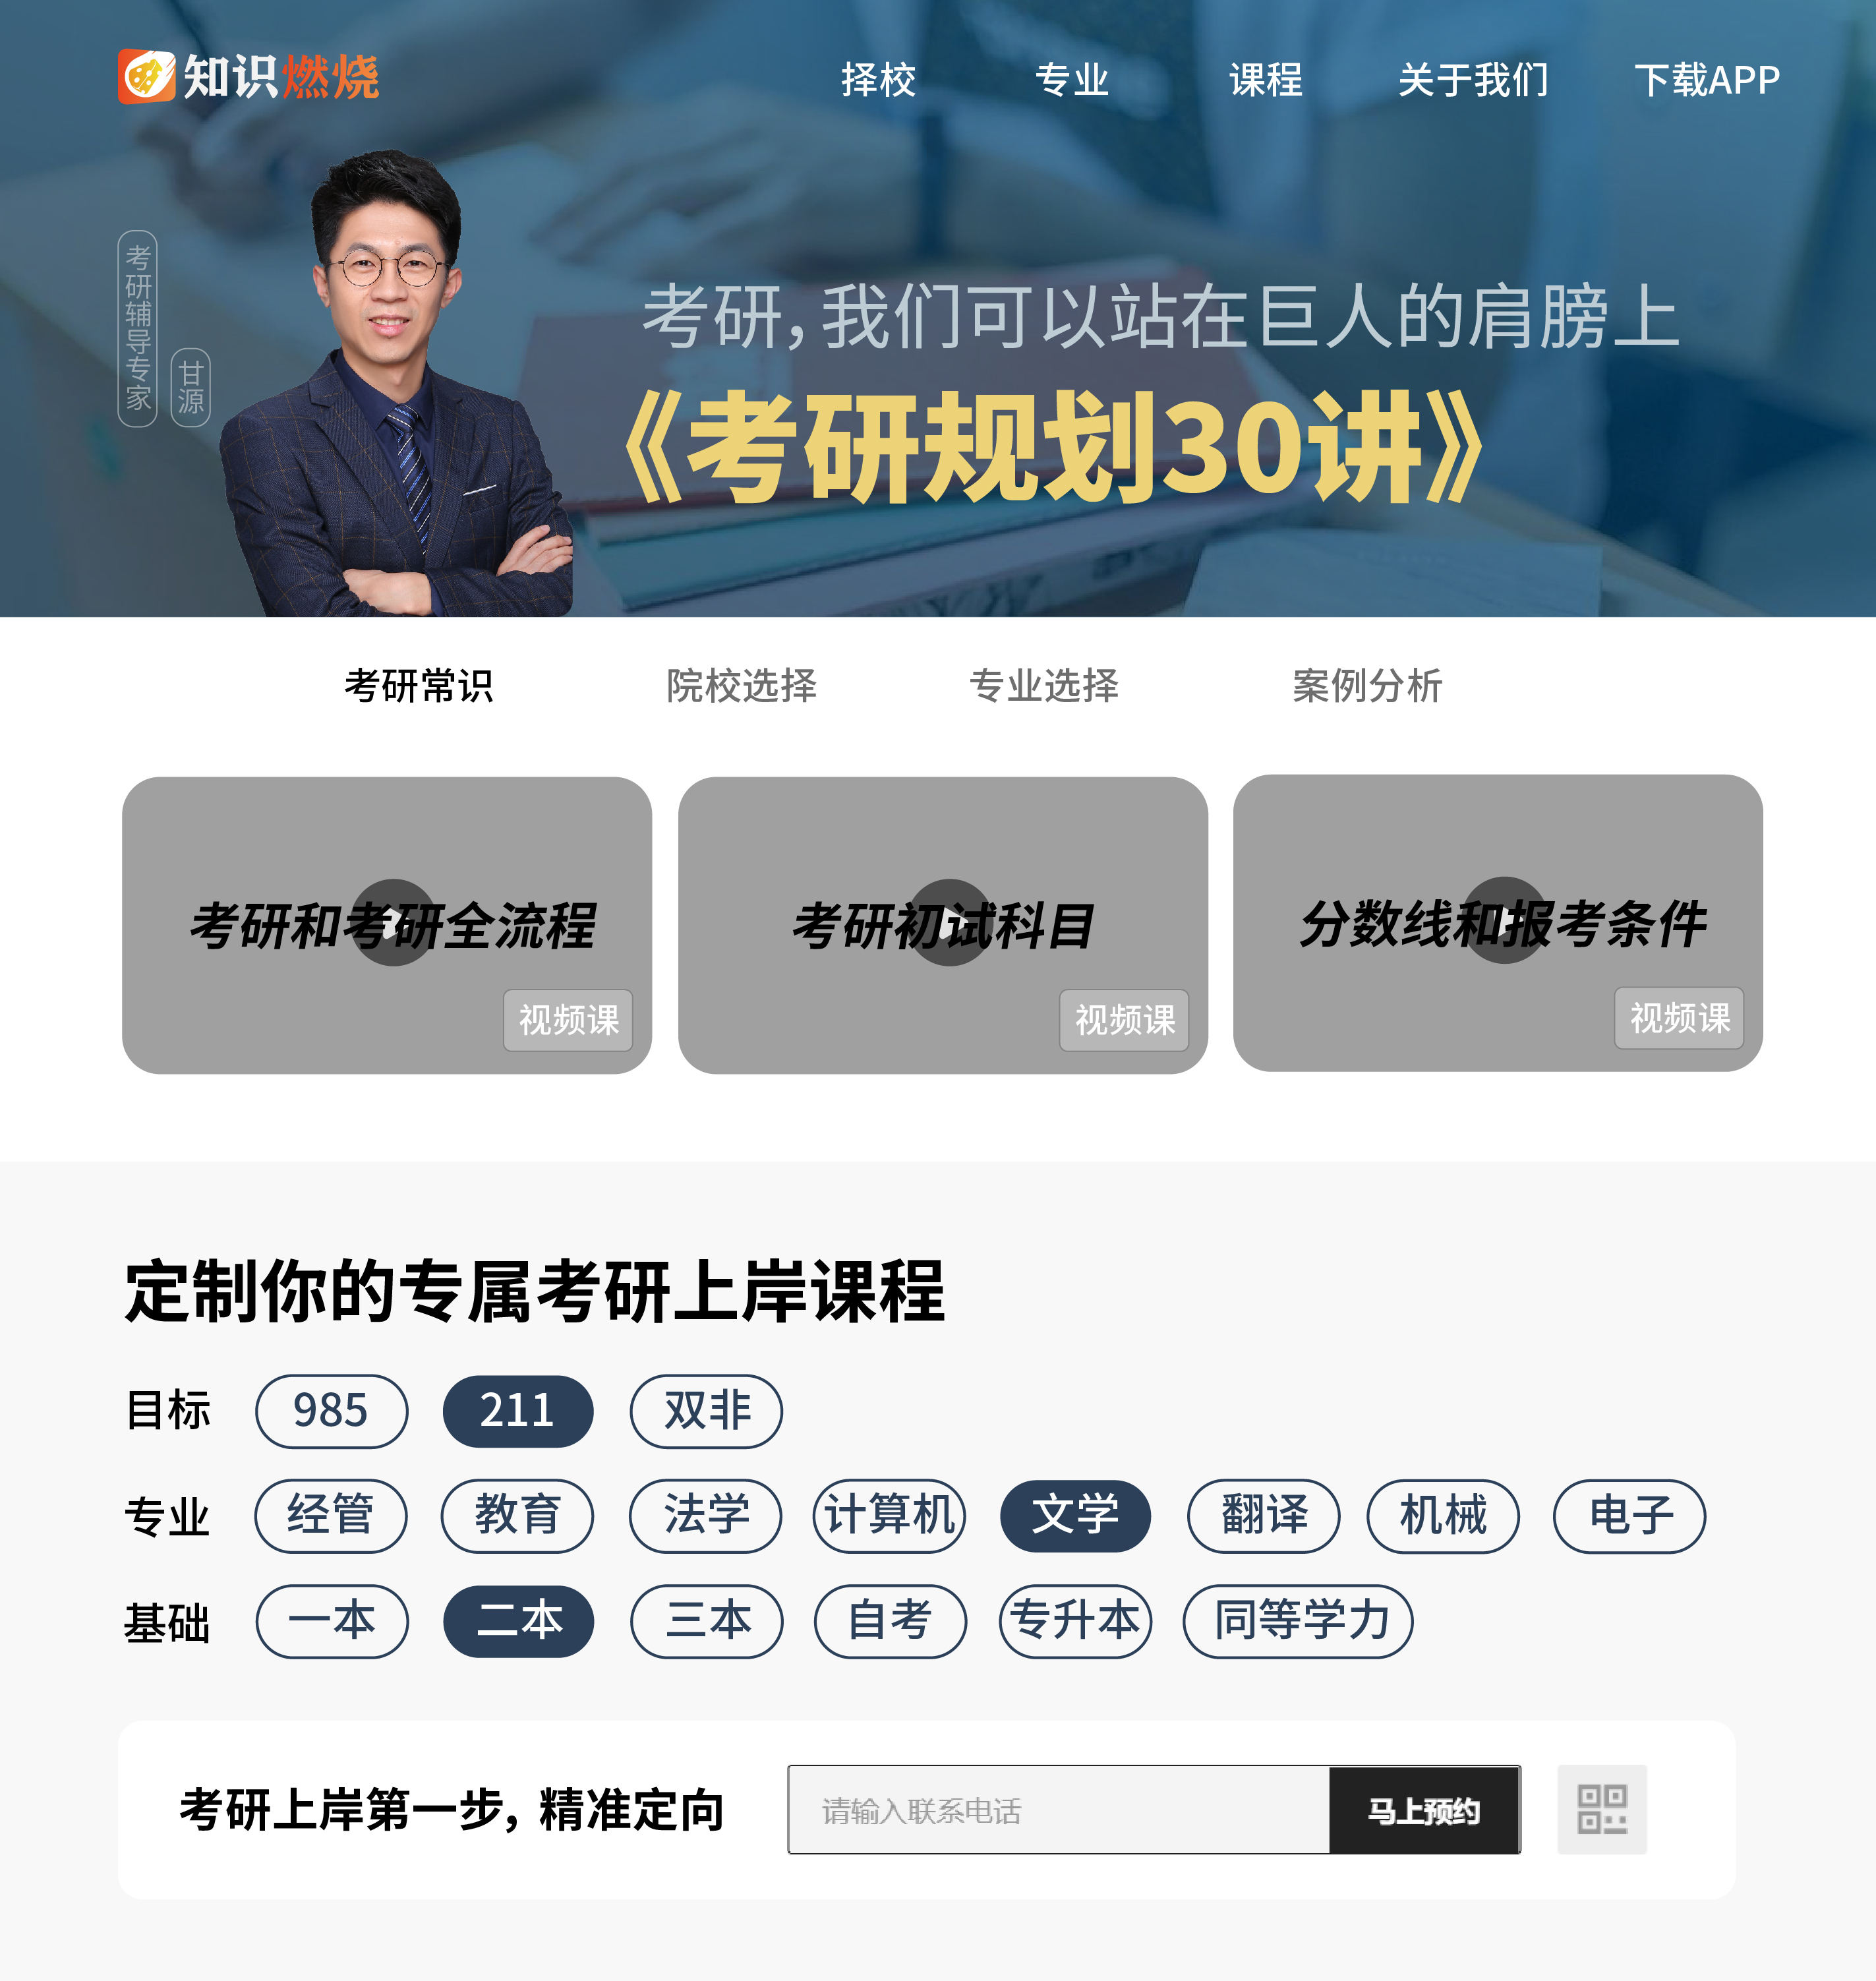 知识燃烧
择校 专业 课程 关于我们 下载APP
考研辅导专家
甘源
考研，我们可以站在巨人的肩膀上
《考研规划30讲》
考研常识 院校选择 专业选择 案例分析
考研和考研全流程 考研初试科目 分数线和报考条件
视频课 视频课 视频课
定制你的专属考研上岸课程
目标 985 211 双非
专业 经管 教育 法学 计算机 文学 翻译 机械 电子
基础 一本 二本 三本 自考 专升本 同等学力
考研上岸第一步，精准定向 请输入联系电话 马上预约